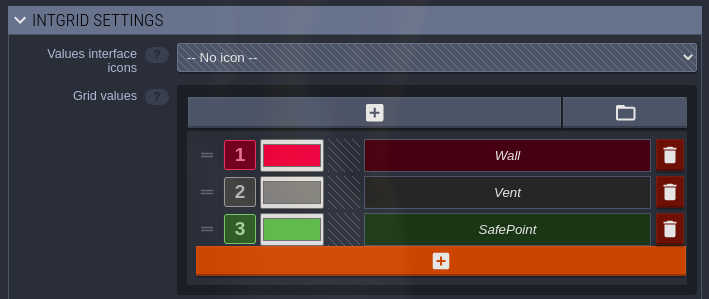 INTGRID SETTINGS
Values interface
icons
?
-- No icon --
Grid values
?
1
Wall
2
Vent
3
SafePoint